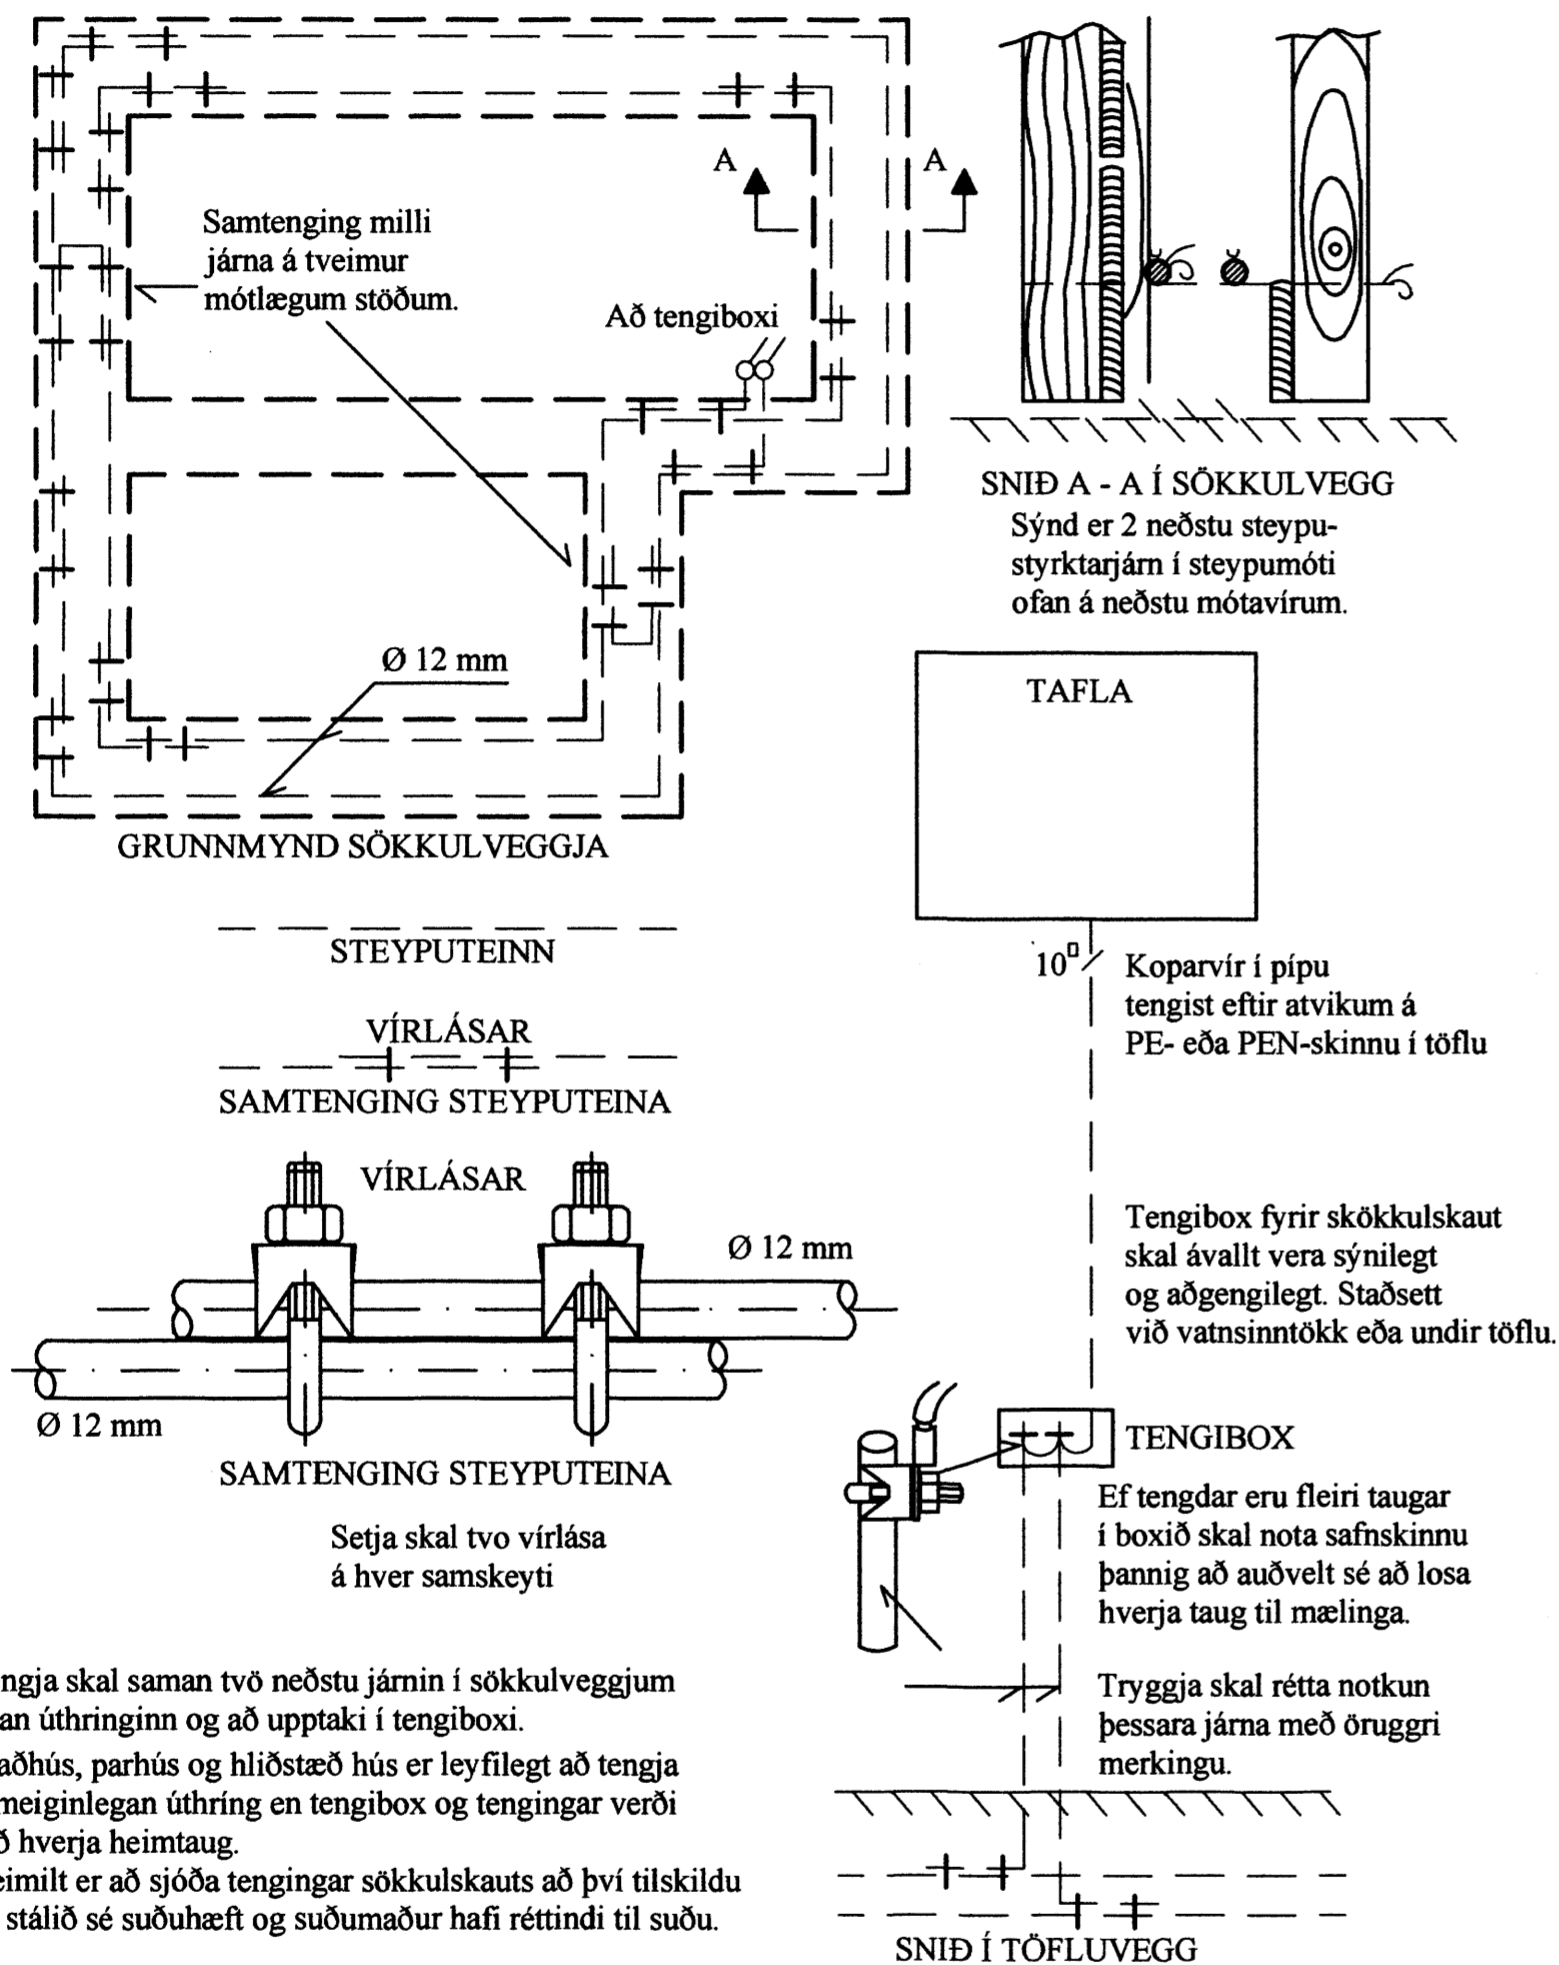 A
A
Samtenging milli
járna á tveimur
mótlægum stöðum.
Að tengiboxi
Ø 12 mm
GRUNNMYND SÖKKULVEGGJA
SNIÐ A - A Í SÖKKULVEGG
Sýnd er 2 neðstu steypu-
styrktarjárn í steypumóti
ofan á neðstu mótavírum.
STEYPUTEINN
VÍRLÁSAR
SAMTENGING STEYPUTEINA
VÍRLÁSAR
Ø 12 mm
Ø 12 mm
SAMTENGING STEYPUTEINA
Setja skal tvo vírlása
á hver samskeyti
TAFLA
10□
Koparvír í pípu
tengist eftir atvikum á
PE- eða PEN-skinnu í töflu
Tengibox fyrir skökkulskaut
skal ávallt vera sýnilegt
og aðgengilegt. Staðsett
við vatnsinntökk eða undir töflu.
TENGIBOX
Ef tengdar eru fleiri taugar
í boxið skal nota safnskinnu
þannig að auðvelt sé að losa
hverja taug til mælinga.
Tryggja skal rétta notkun
þessara járna með öruggri
merkingu.
SNIÐ Í TÖFLUVEGG
ngja skal saman tvö neðstu járnin í sökkulveggjum
an úthringinn og að upptaki í tengiboxi.
aðhús, parhús og hliðstæð hús er leyfilegt að tengja
meiginlegan úthríng en tengibox og tengingar verði
ð hverja heimtaug.
eimilt er að sjóða tengingar sökkulskauts að því tilskildu
stálið sé suðuhæft og suðumaður hafi réttindi til suðu.